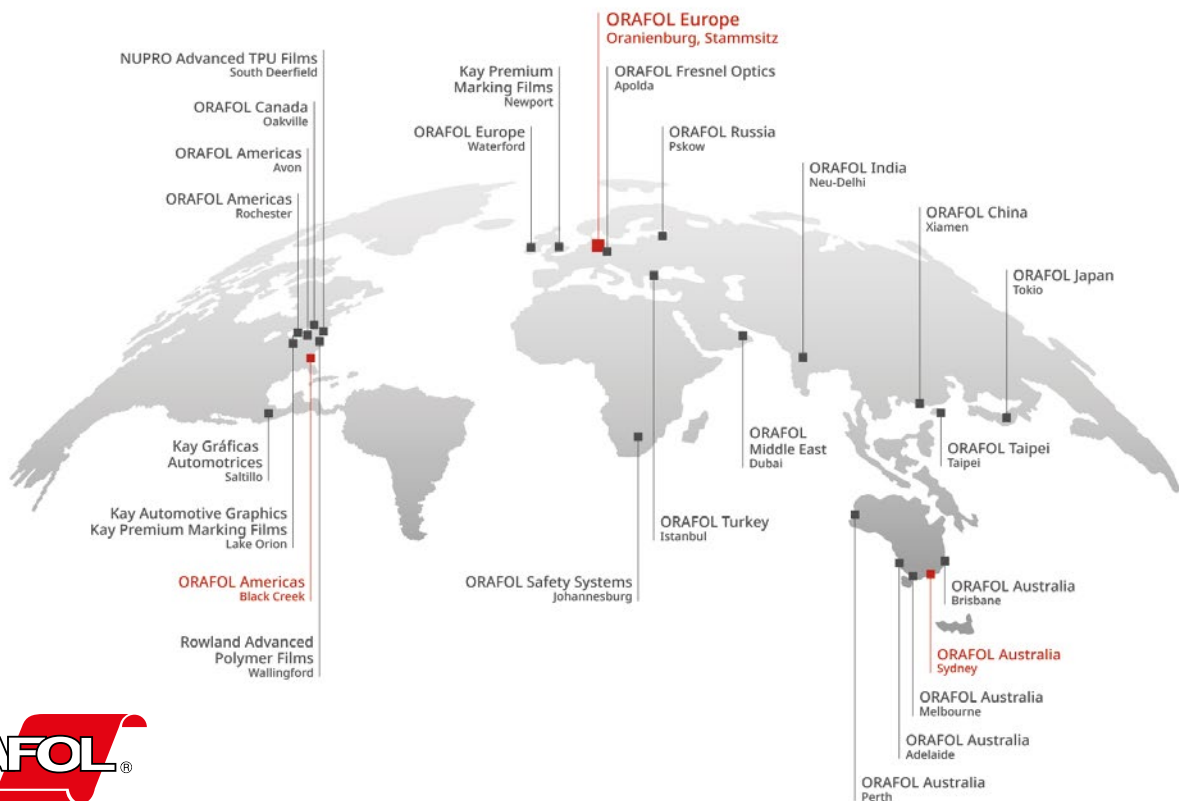 ORAFOL Europe
Oranienburg, Stammsitz
NUPRO Advanced TPU Films
South Deerfield
Kay Premium
Marking Films
Newport
ORAFOL Fresnel Optics
Apolda
ORAFOL Canada
Oakville
ORAFOL Europe
Waterford
ORAFOL Russia
Pskow
ORAFOL Americas
Avon
ORAFOL India
Neu-Delhi
ORAFOL Americas
Rochester
ORAFOL China
Xiamen
ORAFOL Japan
Tokio
Kay Gráficas
Automotrices
Saltillo
ORAFOL
Middle East
Dubai
ORAFOL Taipei
Taipei
Kay Automotive Graphics
Kay Premium Marking Films
Lake Orion
ORAFOL Turkey
Istanbul
ORAFOL Americas
Black Creek
ORAFOL Safety Systems
Johannesburg
ORAFOL Australia
Brisbane
Rowland Advanced
Polymer Films
Wallingford
ORAFOL Australia
Sydney
ORAFOL Australia
Melbourne
ORAFOL Australia
Adelaide
ORAFOL Australia
Perth
AFOL®